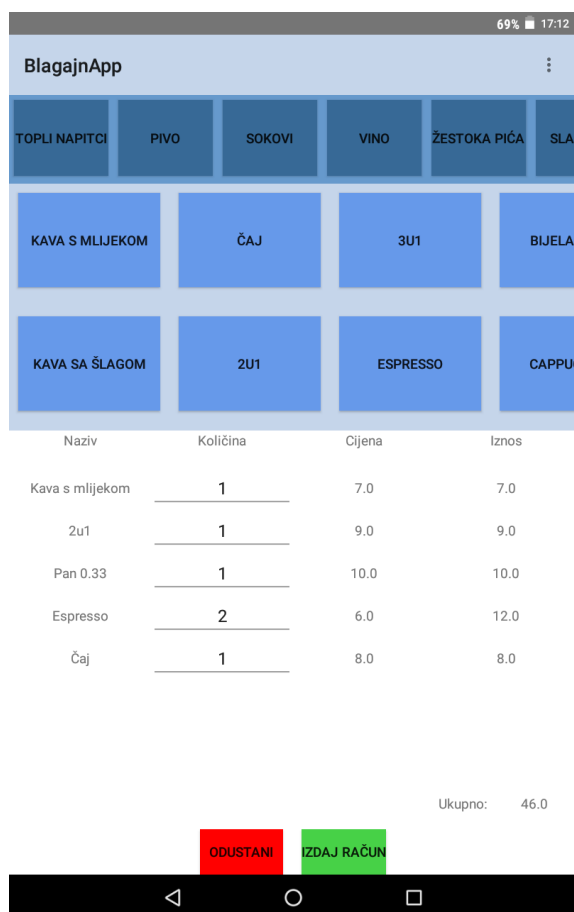 69% 17:12
BlagajnApp
TOPLI NAPITCI PIVO SOKOVI VINO ŽESTOKA PIĆA SLA
KAVA S MLIJEKOM ČAJ 3U1 BIJELA
KAVA SA ŠLAGOM 2U1 ESPRESSO CAPPU
Naziv Količina Cijena Iznos
Kava s mlijekom 1 7.0 7.0
2u1 1 9.0 9.0
Pan 0.33 1 10.0 10.0
Espresso 2 6.0 12.0
Čaj 1 8.0 8.0
Ukupno: 46.0
ODUSTANI IZDAJ RAČUN